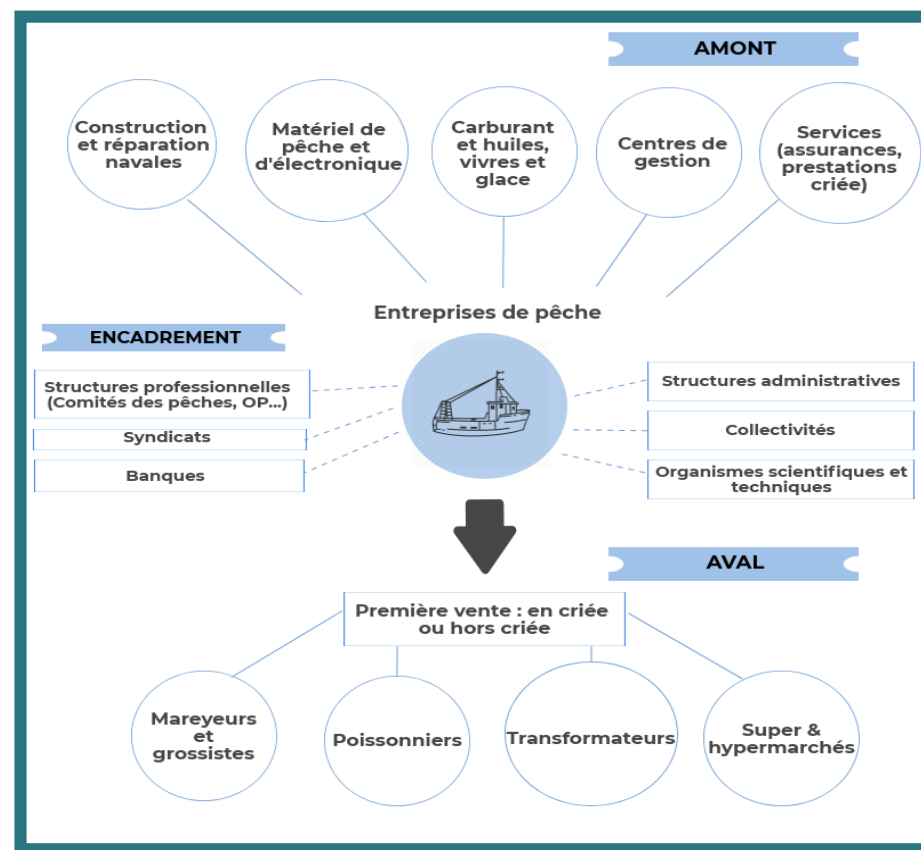 AMONT
Construction
et réparation
navales
Matériel de
pêche et
d'électronique
Carburant
et huiles,
vivres et
glace
Centres de
gestion
Services
(assurances,
prestations
criée)
Entreprises de pêche
ENCADREMENT
Structures professionnelles
(Comités des pêches, OP...)
Syndicats
Banques
Structures administratives
Collectivités
Organismes scientifiques et
techniques
AVAL
Première vente : en criée
ou hors criée
Mareyeurs
et
grossistes
Poissonniers
Transformateurs
Super &
hypermarchés